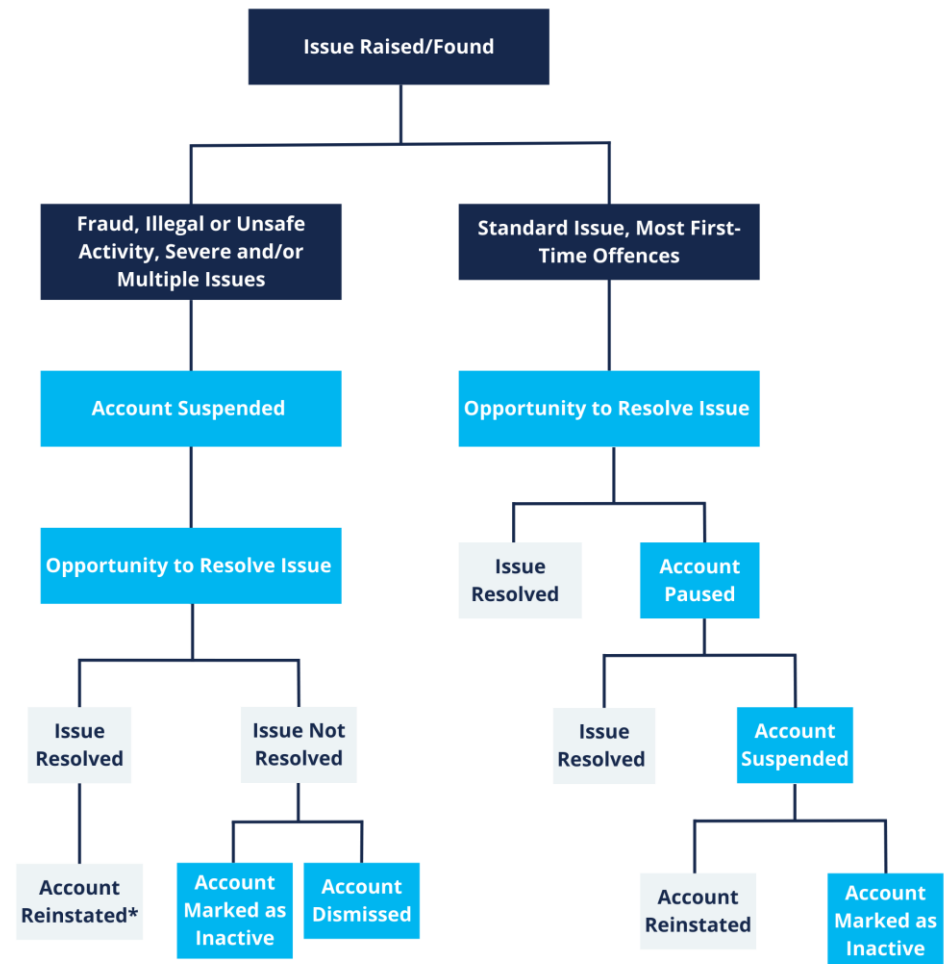 Issue Raised/Found
Fraud, Illegal or Unsafe
Activity, Severe and/or
Multiple Issues
Standard Issue, Most First-
Time Offences
Account Suspended
Opportunity to Resolve Issue
Opportunity to Resolve Issue
Issue
Resolved
Account
Paused
Issue
Resolved
Issue Not
Resolved
Issue
Resolved
Account
Suspended
Account
Reinstated*
Account
Marked as
Inactive
Account
Dismissed
Account
Reinstated
Account
Marked as
Inactive